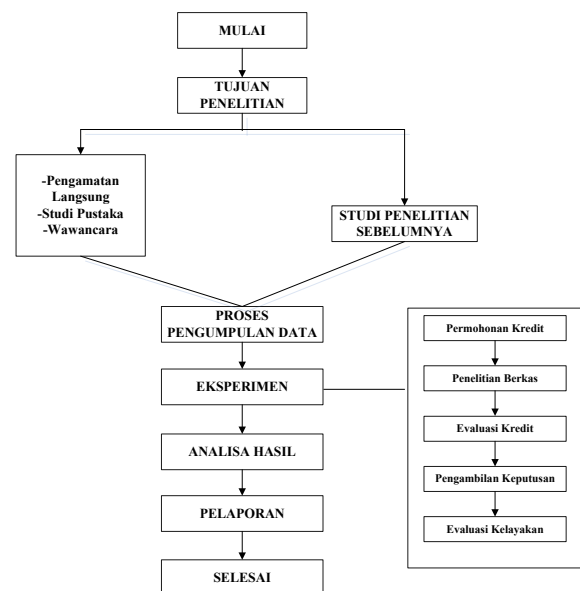 MULAI
TUJUAN
PENELITIAN
-Pengamatan
Langsung
-Studi Pustaka
-Wawancara
STUDI PENELITIAN
SEBELUMNYA
PROSES
PENGUMPULAN DATA
EKSPERIMEN
ANALISA HASIL
PELAPORAN
SELESAI
Permohonan Kredit
Penelitian Berkas
Evaluasi Kredit
Pengambilan Keputusan
Evaluasi Kelayakan